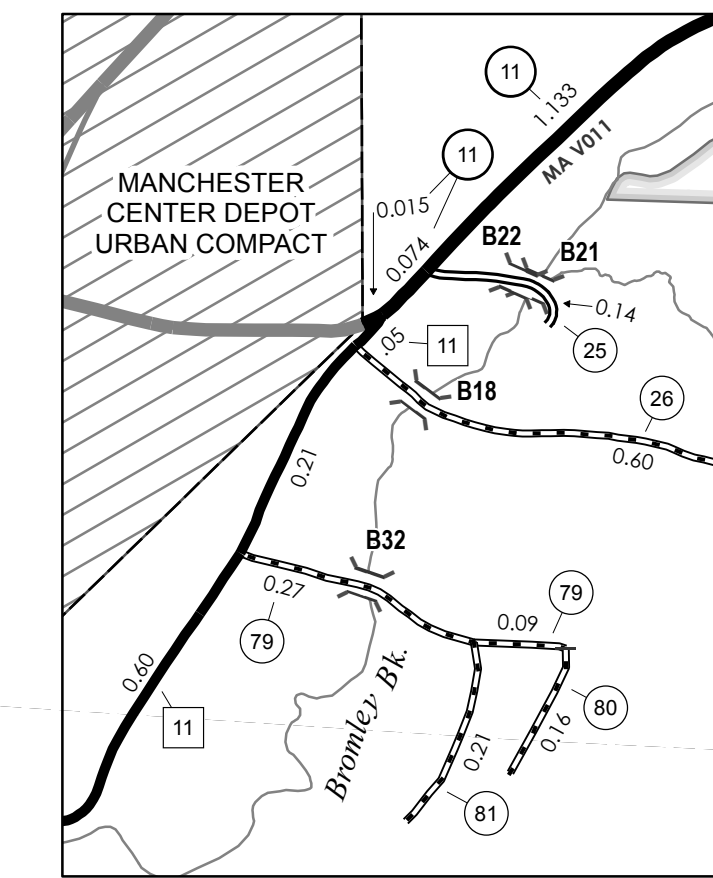 11
1.133
MA V011
11
MANCHESTER
CENTER DEPOT
URBAN COMPACT
0.015
0.074
B22
B21
0.14
25
.05
11
B18
26
0.60
0.21
B32
0.27
79
0.09
79
0.60
11
Bromley Bk.
80
0.16
0.21
81